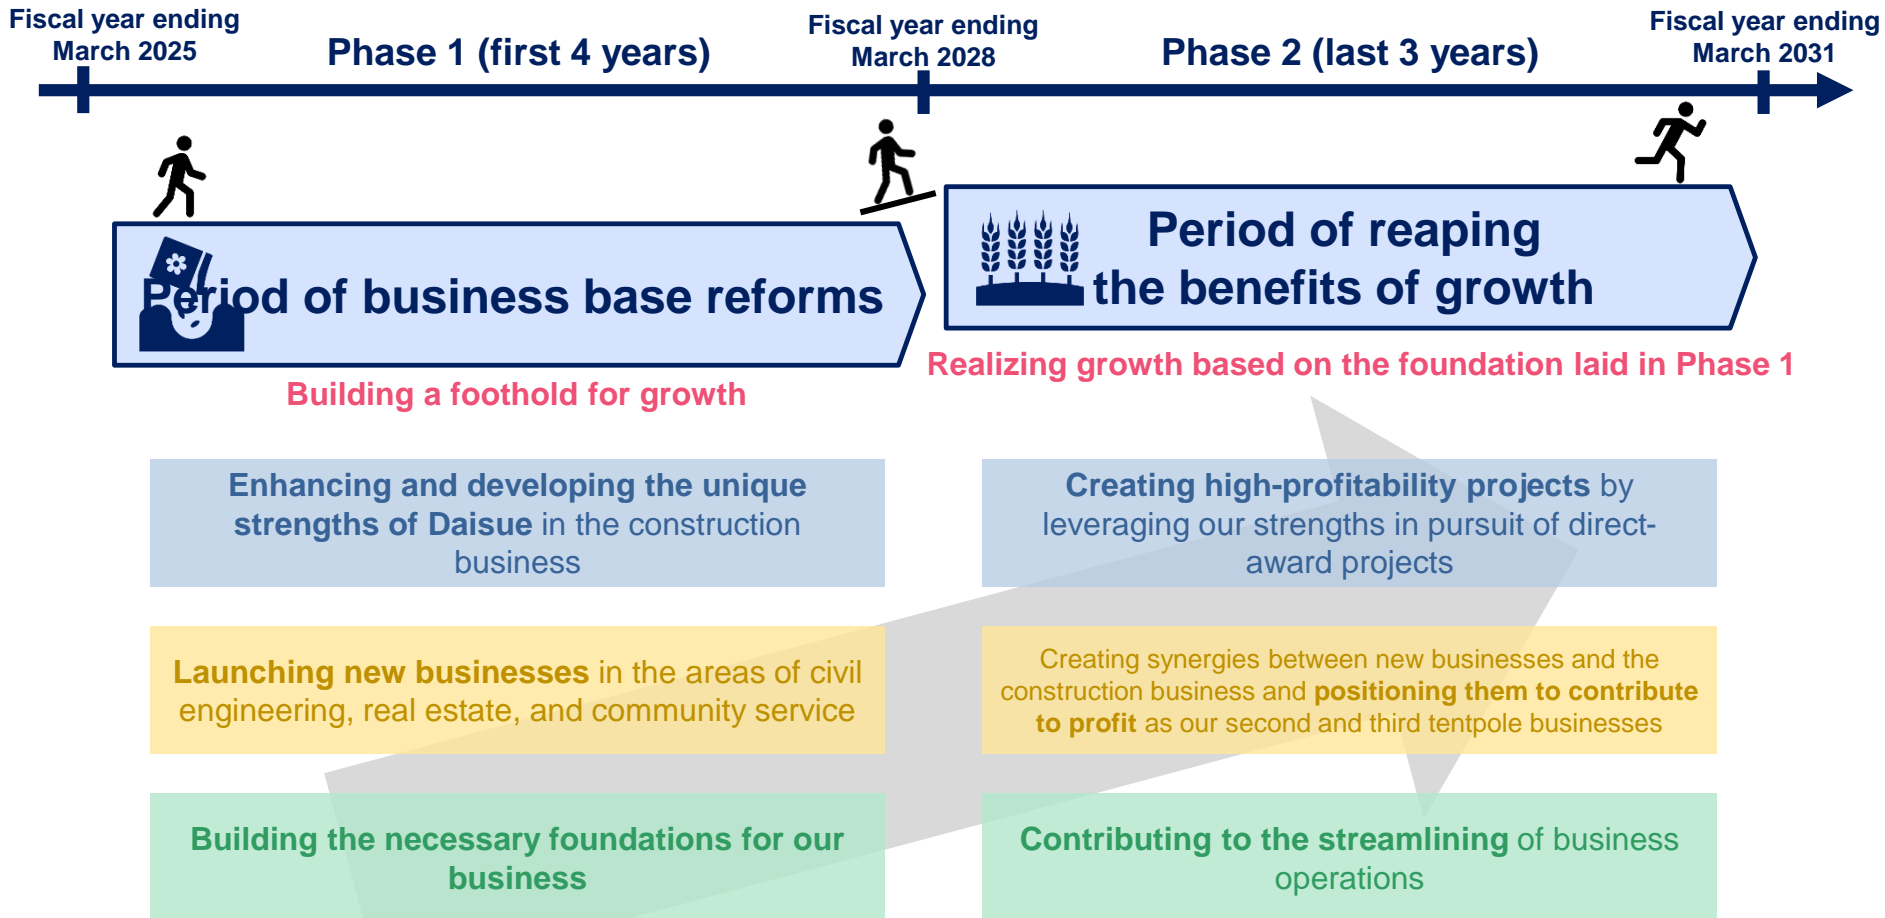 Fiscal year ending
March 2025
Phase 1 (first 4 years)
Fiscal year ending
March 2028
Phase 2 (last 3 years)
Fiscal year ending
March 2031
Period of business base reforms
Period of reaping
the benefits of growth
Building a foothold for growth
Realizing growth based on the foundation laid in Phase 1
Enhancing and developing the unique
strengths of Daisue in the construction
business
Creating high-profitability projects by
leveraging our strengths in pursuit of direct-
award projects
Launching new businesses in the areas of civil
engineering, real estate, and community service
Creating synergies between new businesses and the
construction business and positioning them to contribute
to profit as our second and third tentpole businesses
Building the necessary foundations for our
business
Contributing to the streamlining of business
operations